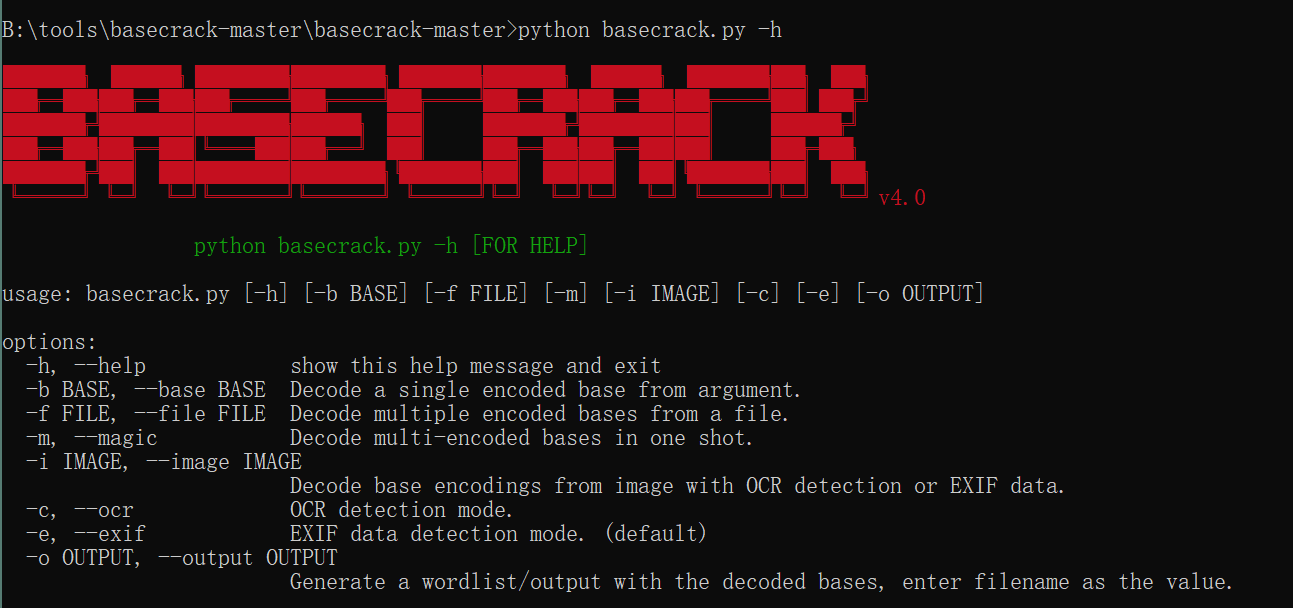 B:\tools\basecrack-master\basecrack-master>python basecrack.py -h
BASECRACK
v4.0
python basecrack.py -h [FOR HELP]
usage: basecrack.py [-h] [-b BASE] [-f FILE] [-m] [-i IMAGE] [-c] [-e] [-o OUTPUT]
options:
-h, --help show this help message and exit
-b BASE, --base BASE Decode a single encoded base from argument.
-f FILE, --file FILE Decode multiple encoded bases from a file.
-m, --magic Decode multi-encoded bases in one shot.
-i IMAGE, --image IMAGE
Decode base encodings from image with OCR detection or EXIF data.
-c, --ocr OCR detection mode.
-e, --exif EXIF data detection mode. (default)
-o OUTPUT, --output OUTPUT
Generate a wordlist/output with the decoded bases, enter filename as the value.